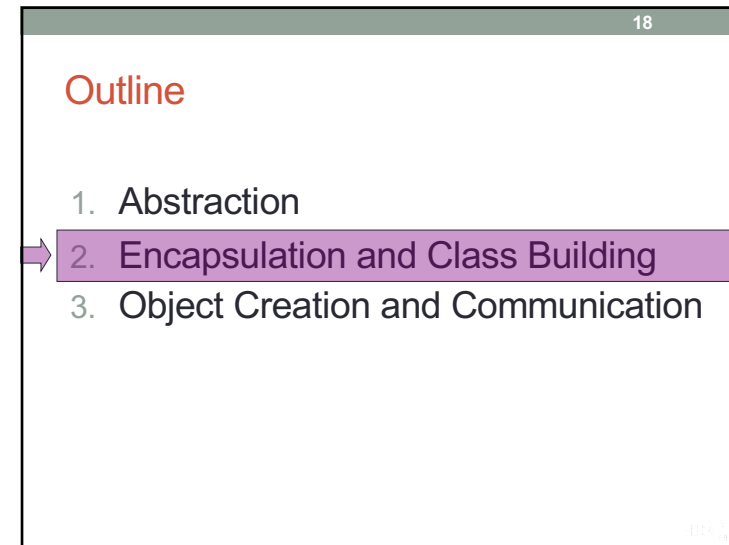 18
Outline
1. Abstraction
2. Encapsulation and Class Building
3. Object Creation and Communication